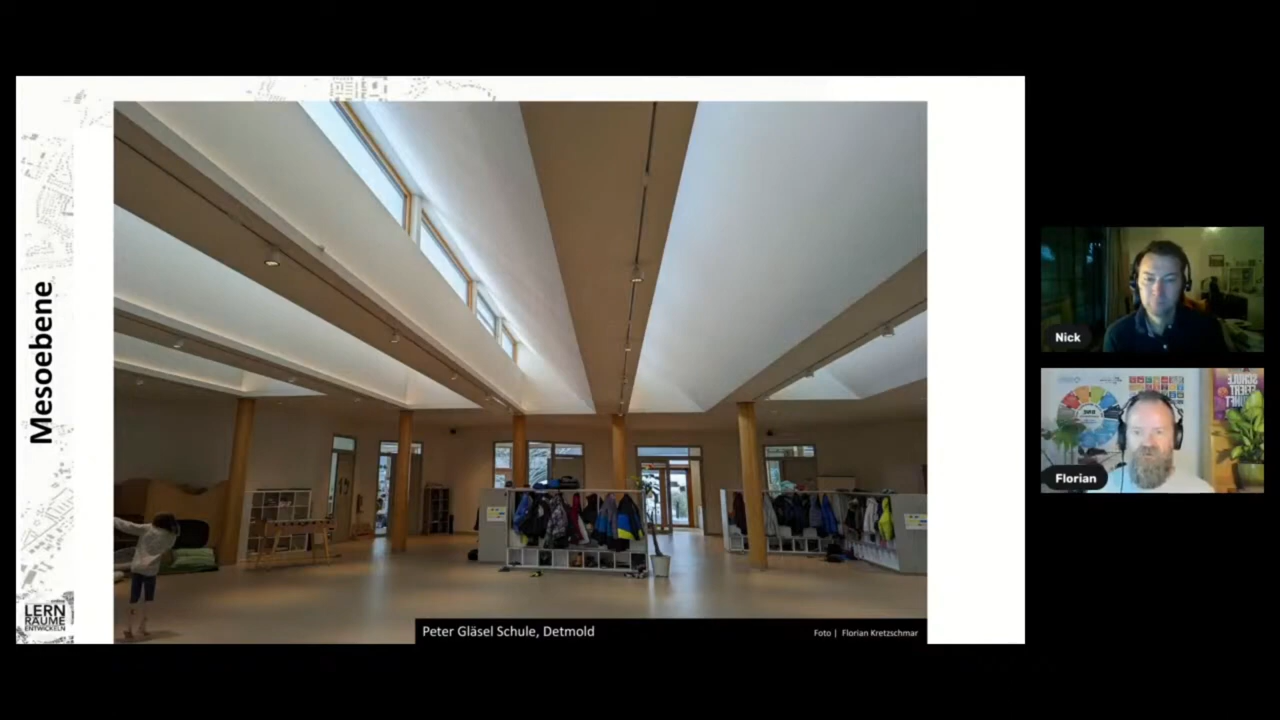 Mesoebene
LERN
RÄUME
ENTWICKELN
Peter Gläsel Schule, Detmold
Foto | Florian Kretzschmar
Nick
Florian